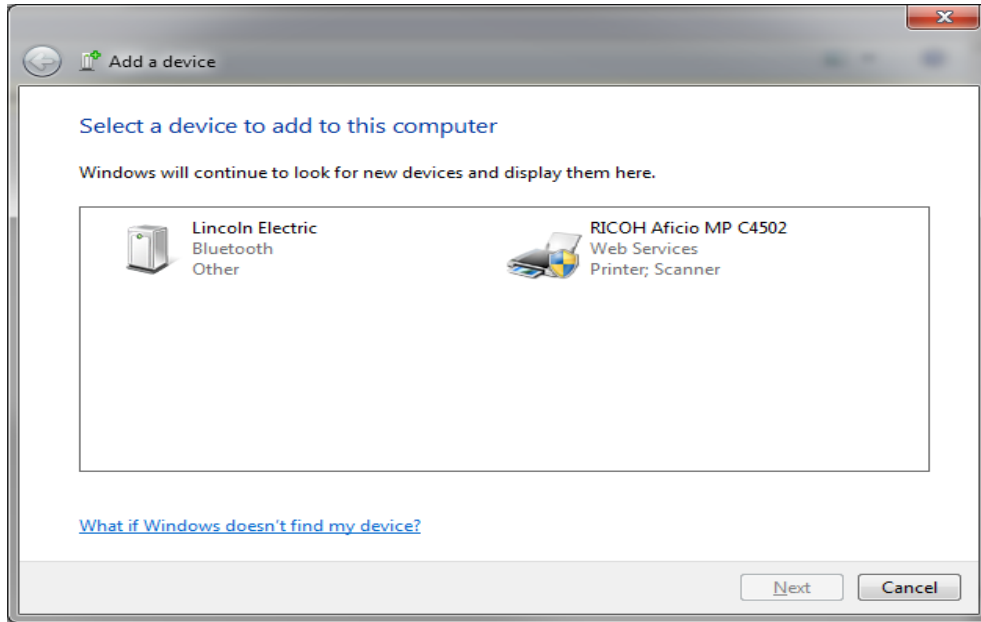 Add a device
Select a device to add to this computer
Windows will continue to look for new devices and display them here.
Lincoln Electric
Bluetooth
Other
RICOH Aficio MP C4502
Web Services
Printer; Scanner
What if Windows doesn't find my device?
Next
Cancel